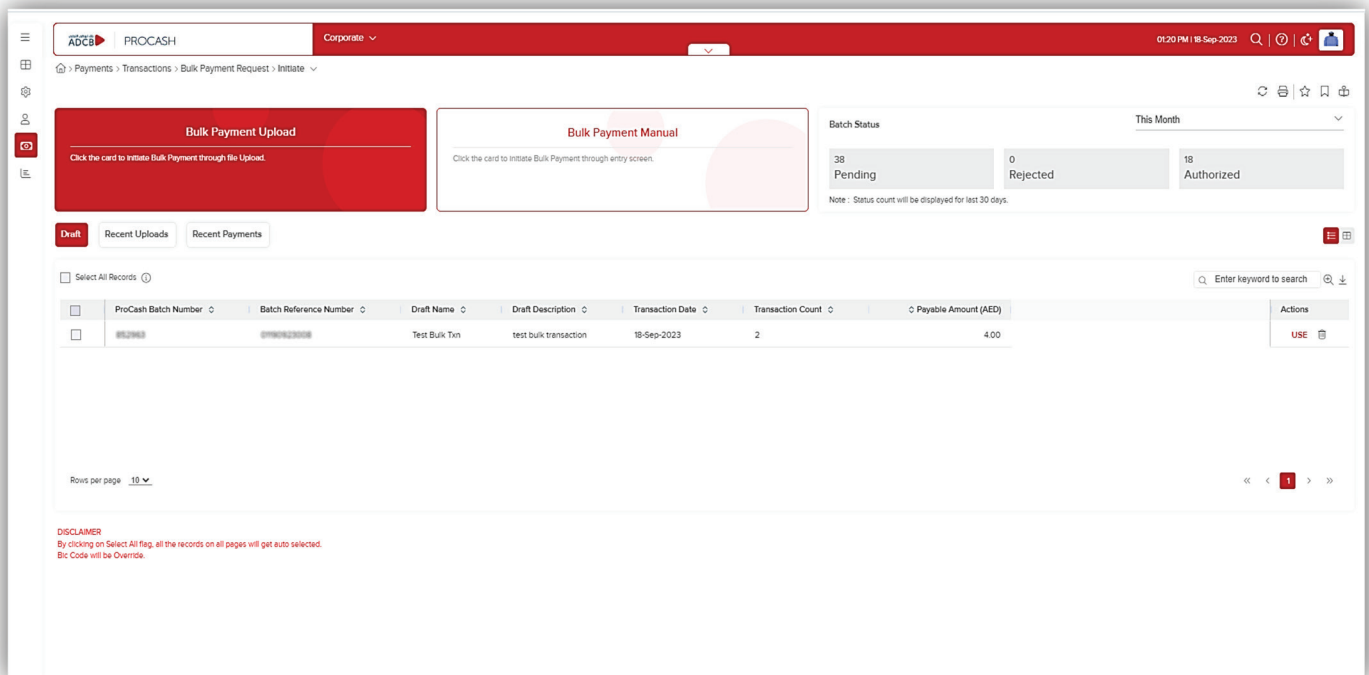 ADCB PROCASH
Corporate
01:20 PM | 18-Sep-2023
> Payments > Transactions > Bulk Payment Request > Initiate
Bulk Payment Upload
Click the card to initiate Bulk Payment through file Upload.
Bulk Payment Manual
Click the card to initiate Bulk Payment through entry screen.
Batch Status
This Month
38
Pending
0
Rejected
18
Authorized
Note : Status count will be displayed for last 30 days.
Draft
Recent Uploads
Recent Payments
Select All Records
Enter keyword to search
ProCash Batch Number Batch Reference Number Draft Name Draft Description Transaction Date Transaction Count Payable Amount (AED) Actions
Test Bulk Txn test bulk transaction 18-Sep-2023 2 4.00 USE
Rows per page 10
1
DISCLAIMER
By clicking on Select All flag, all the records on all pages will get auto selected.
Bic Code will be Override.